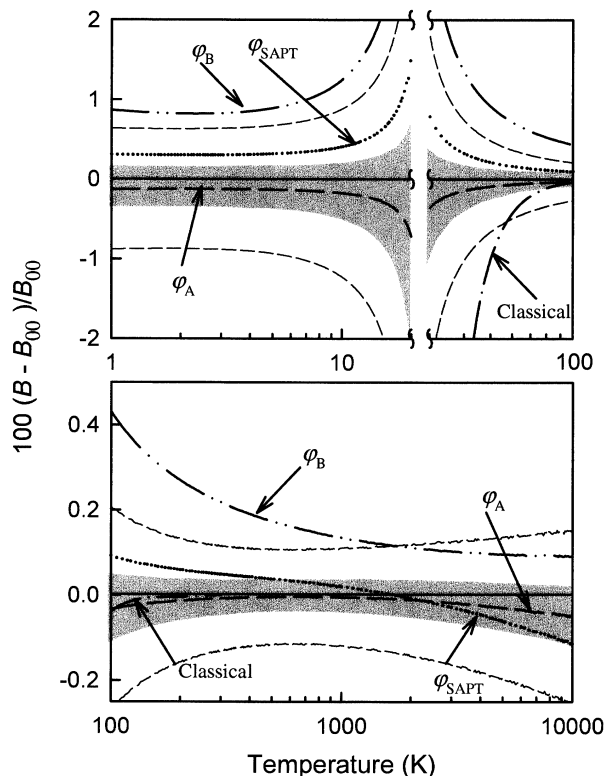 2
φB
φSAPT
1
0
-1
φA
Classical
-2
1
10
100
100 (B - B00 )/B00
0.4
φB
0.2
φA
0.0
Classical
φSAPT
-0.2
100
1000
10000
Temperature (K)